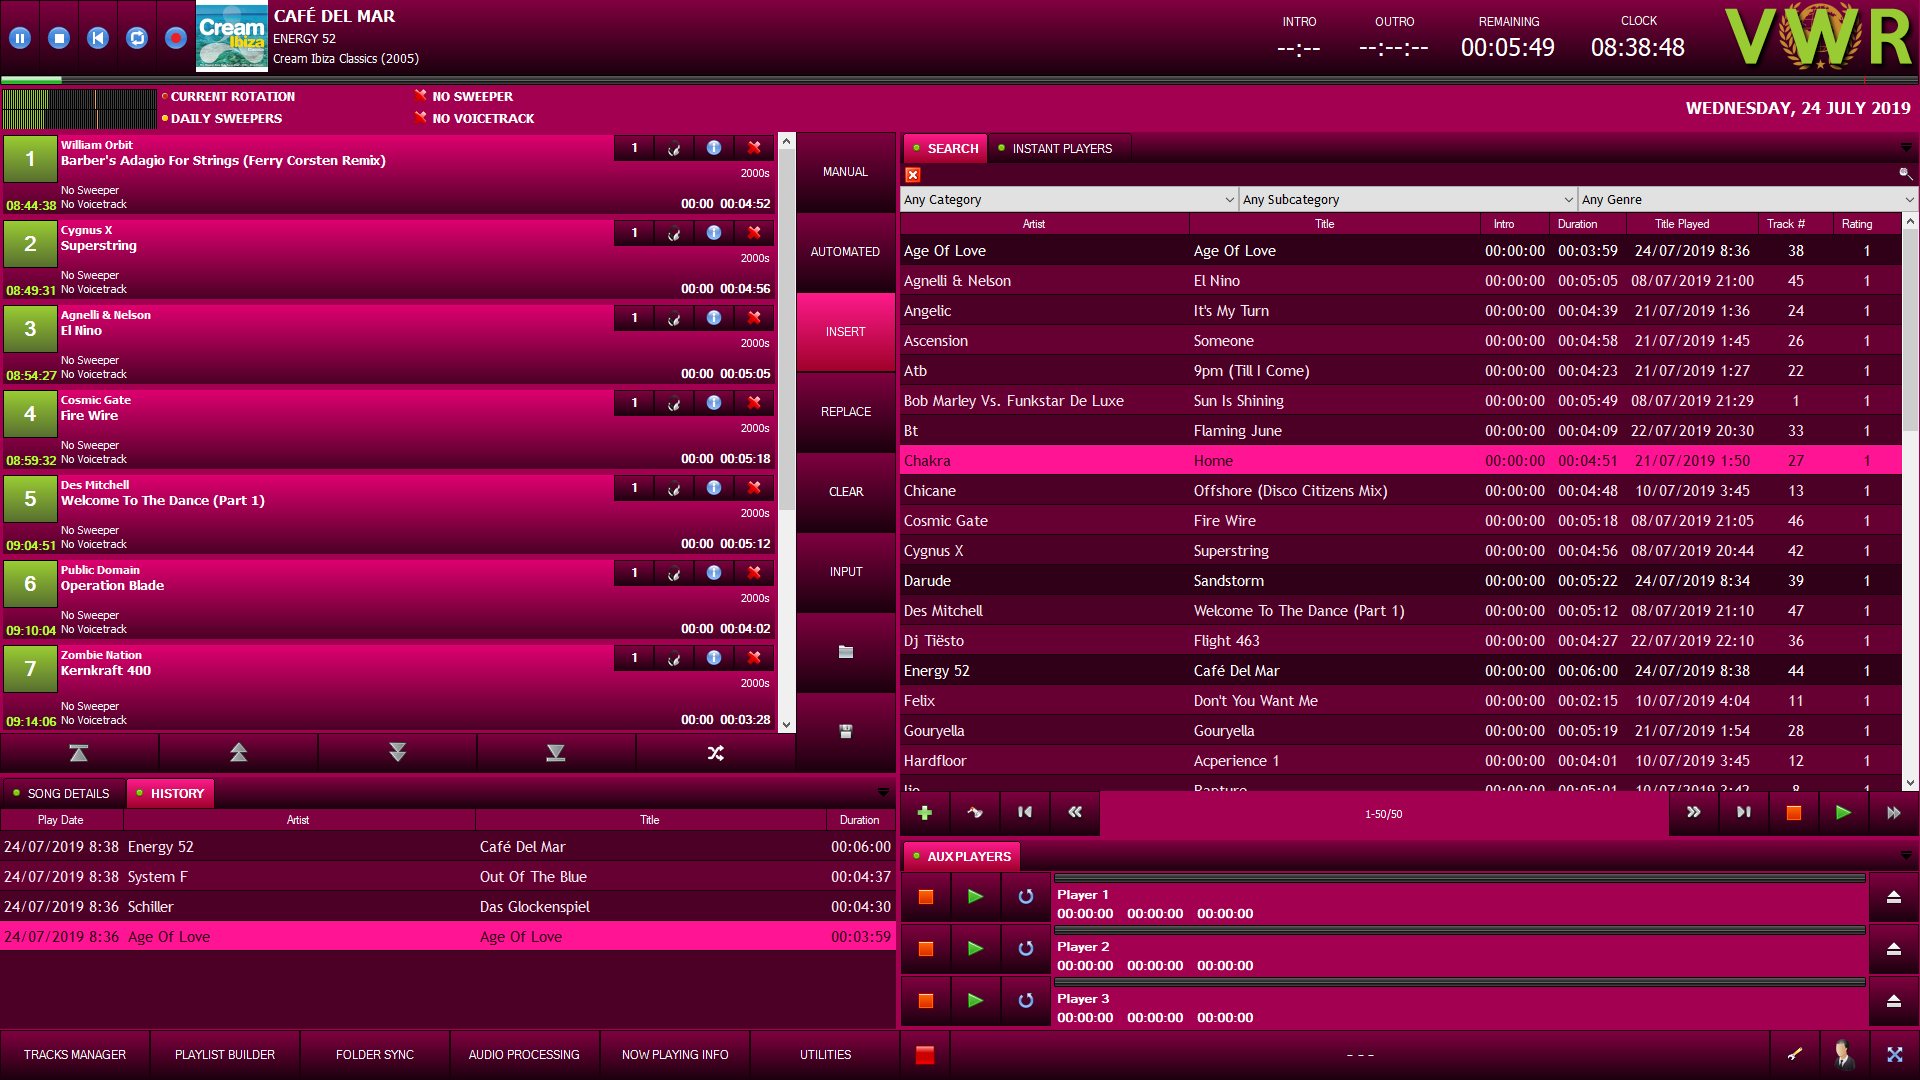 Cream
Ibiza
CAFÉ DEL MAR
ENERGY 52
Cream Ibiza Classics (2005)
INTRO
--:--
OUTRO
--:--:--
REMAINING
00:05:49
CLOCK
08:38:48
VWR
CURRENT ROTATION
DAILY SWEEPERS
NO SWEEPER
NO VOICETRACK
WEDNESDAY, 24 JULY 2019
1 William Orbit 1
Barber's Adagio For Strings (Ferry Corsten Remix)
2000s
No Sweeper
08:44:38 No Voicetrack 00:00 04:52
2 Cygnus X 1
Superstring
2000s
No Sweeper
08:49:31 No Voicetrack 00:00 04:56
3 Agnelli & Nelson 1
El Nino
2000s
No Sweeper
08:54:27 No Voicetrack 00:00 05:05
4 Cosmic Gate 1
Fire Wire
2000s
No Sweeper
08:59:32 No Voicetrack 00:00 05:18
5 Des Mitchell 1
Welcome To The Dance (Part 1)
2000s
No Sweeper
09:04:51 No Voicetrack 00:00 05:12
6 Public Domain 1
Operation Blade
2000s
No Sweeper
09:10:04 No Voicetrack 00:00 04:02
7 Zombie Nation 1
Kernkraft 400
2000s
No Sweeper
09:14:06 No Voicetrack 00:00 03:28
MANUAL
AUTOMATED
INSERT
REPLACE
CLEAR
INPUT
SEARCH INSTANT PLAYERS
Any Category Any Subcategory Any Genre
Artist Title Intro Duration Title Played Track # Rating
Age Of Love Age Of Love 00:00:00 00:03:59 24/07/2019 8:36 38 1
Agnelli & Nelson El Nino 00:00:00 00:05:05 08/07/2019 21:00 45 1
Angelic It's My Turn 00:00:00 00:04:39 21/07/2019 1:36 24 1
Ascension Someone 00:00:00 00:04:58 21/07/2019 1:45 26 1
Atb 9pm (Till I Come) 00:00:00 00:04:23 21/07/2019 1:27 22 1
Bob Marley Vs. Funkstar De Luxe Sun Is Shining 00:00:00 00:05:49 08/07/2019 21:29 1 1
Bt Flaming June 00:00:00 00:04:09 22/07/2019 20:30 33 1
Chakra Home 00:00:00 00:04:51 21/07/2019 1:50 27 1
Chicane Offshore (Disco Citizens Mix) 00:00:00 00:04:48 10/07/2019 3:45 13 1
Cosmic Gate Fire Wire 00:00:00 00:05:18 08/07/2019 21:05 46 1
Cygnus X Superstring 00:00:00 00:04:56 08/07/2019 20:44 42 1
Darude Sandstorm 00:00:00 00:05:22 24/07/2019 8:34 39 1
Des Mitchell Welcome To The Dance (Part 1) 00:00:00 00:05:12 08/07/2019 21:10 47 1
Dj Tiësto Flight 463 00:00:00 00:04:27 22/07/2019 22:10 36 1
Energy 52 Café Del Mar 00:00:00 00:06:00 24/07/2019 8:38 44 1
Felix Don't You Want Me 00:00:00 00:02:15 10/07/2019 4:04 11 1
Gouryella Gouryella 00:00:00 00:05:19 21/07/2019 1:54 28 1
Hardfloor Acperience 1 00:00:00 00:04:01 10/07/2019 3:45 12 1
1-50/50
SONG DETAILS HISTORY
Play Date Artist Title Duration
24/07/2019 8:38 Energy 52 Café Del Mar 00:06:00
24/07/2019 8:38 System F Out Of The Blue 00:04:37
24/07/2019 8:36 Schiller Das Glockenspiel 00:04:30
24/07/2019 8:36 Age Of Love Age Of Love 00:03:59
AUX PLAYERS
Player 1
00:00:00 00:00:00 00:00:00
Player 2
00:00:00 00:00:00 00:00:00
Player 3
00:00:00 00:00:00 00:00:00
TRACKS MANAGER PLAYLIST BUILDER FOLDER SYNC AUDIO PROCESSING NOW PLAYING INFO UTILITIES - - -